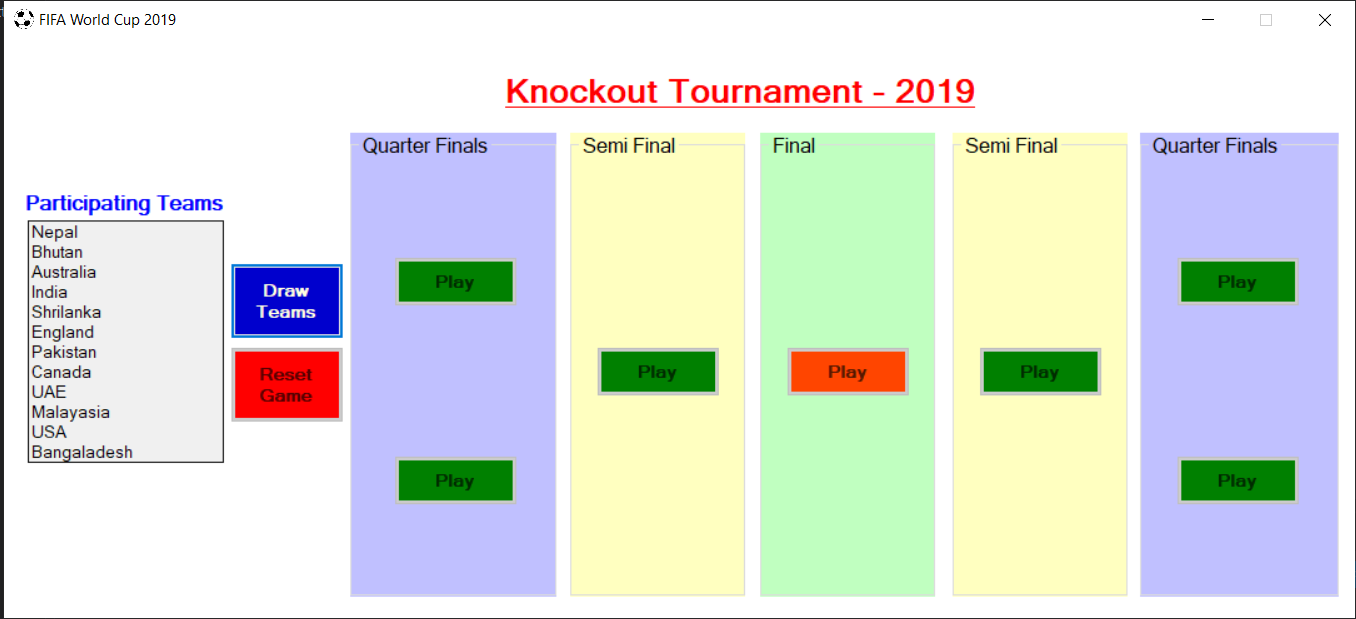 FIFA World Cup 2019
Knockout Tournament - 2019
Participating Teams
Nepal
Bhutan
Australia
India
Shrilanka
England
Pakistan
Canada
UAE
Malayasia
USA
Bangaladesh
Draw
Teams
Reset
Game
Quarter Finals
Play
Play
Semi Final
Play
Final
Play
Semi Final
Play
Quarter Finals
Play
Play